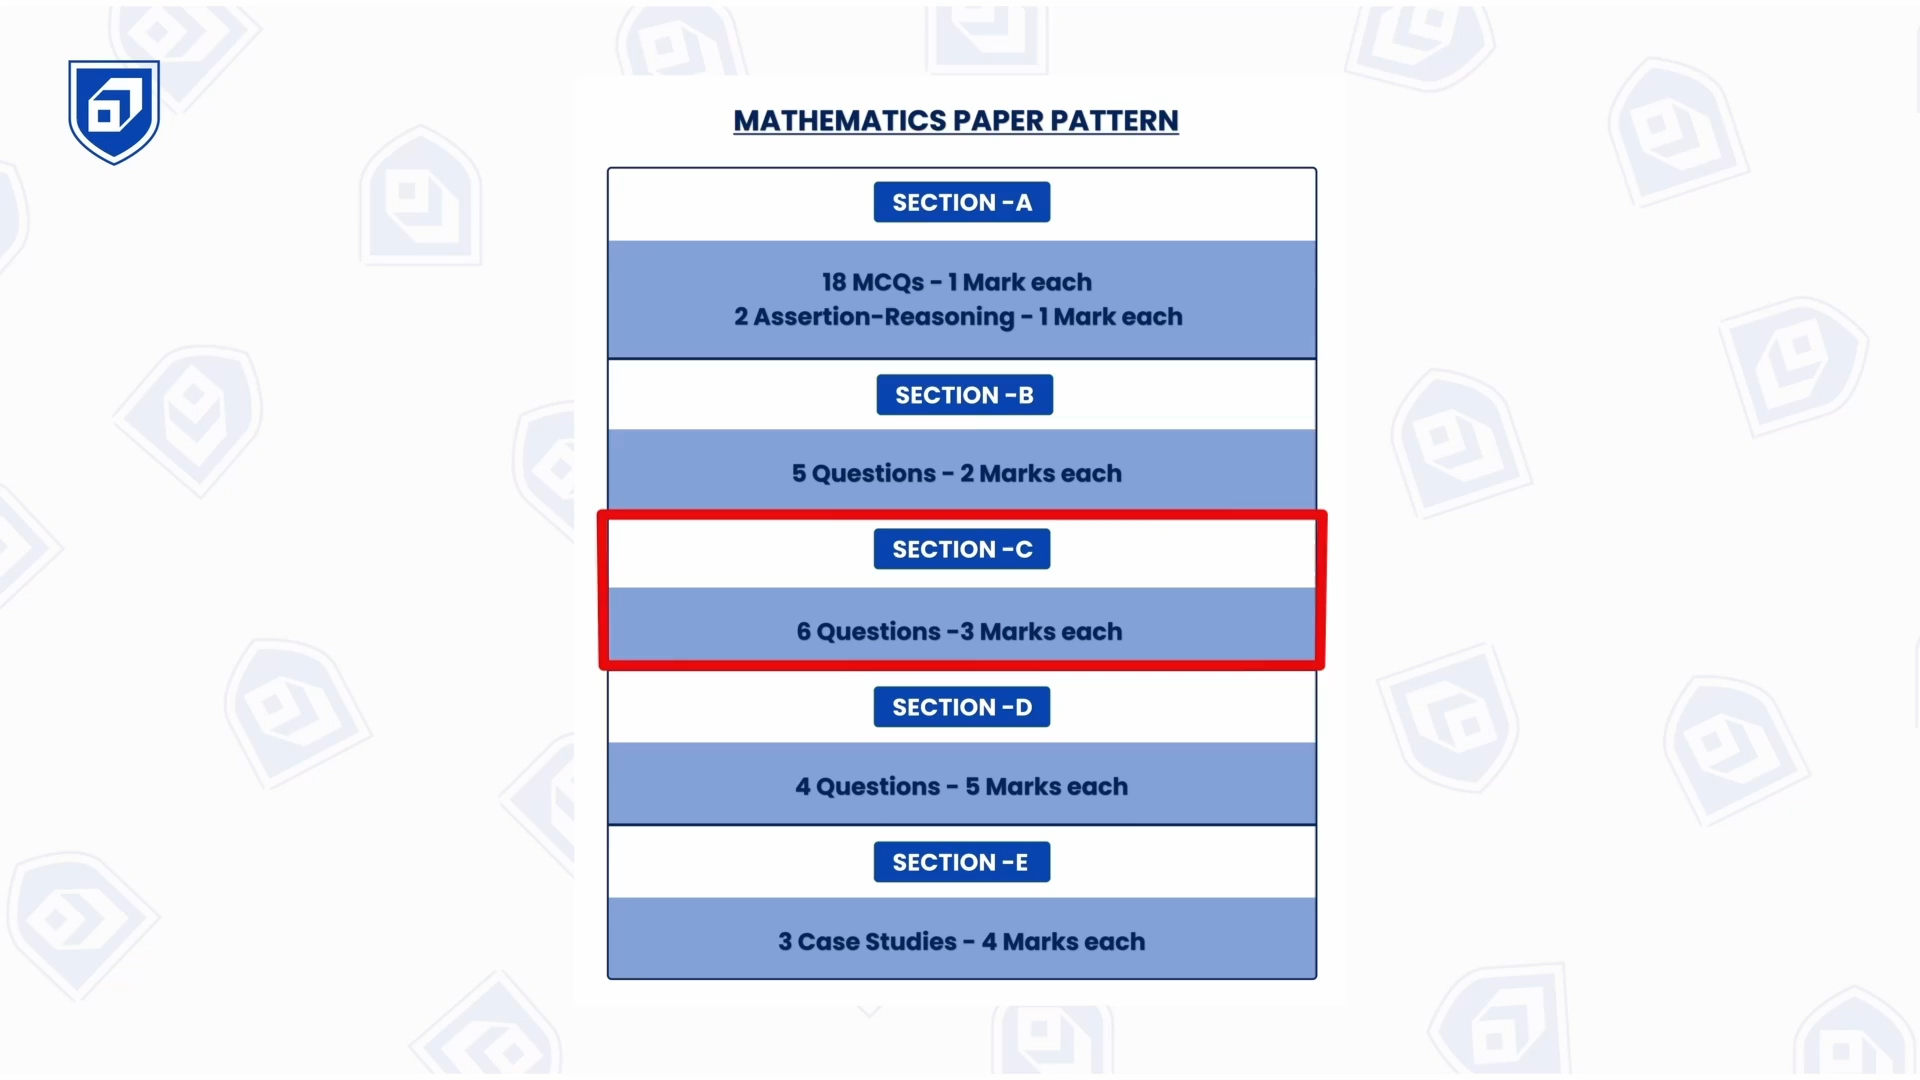 MATHEMATICS PAPER PATTERN
SECTION -A
18 MCQs - 1 Mark each
2 Assertion-Reasoning - 1 Mark each
SECTION -B
5 Questions - 2 Marks each
SECTION -C
6 Questions -3 Marks each
SECTION -D
4 Questions - 5 Marks each
SECTION -E
3 Case Studies - 4 Marks each